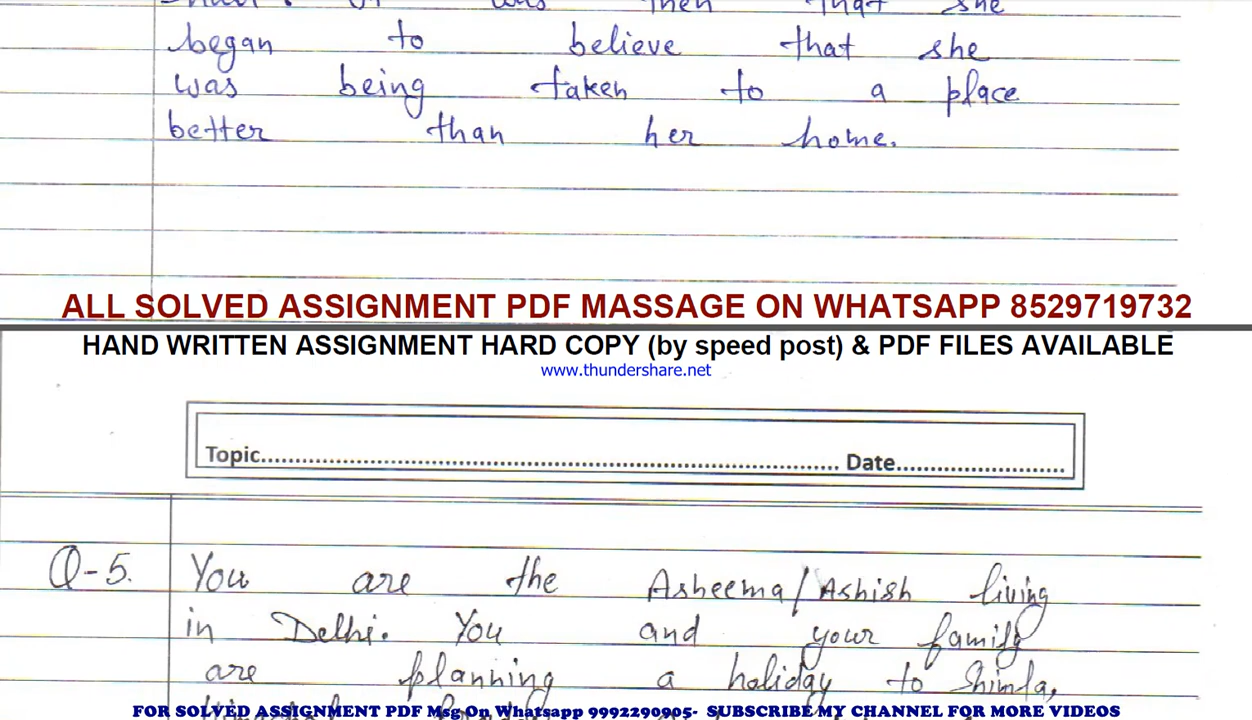 then that she
began to believe that she
was being taken to a place
better than her home.
ALL SOLVED ASSIGNMENT PDF MASSAGE ON WHATSAPP 8529719732
HAND WRITTEN ASSIGNMENT HARD COPY (by speed post) & PDF FILES AVAILABLE
www.thundershare.net
Topic.................................................................................. Date........................
Q-5. You are the Asheema/Ashish living
in Delhi. You and your family
are planning a holiday to Shimla,
FOR SOLVED ASSIGNMENT PDF Msg On Whatsapp 9992290905- SUBSCRIBE MY CHANNEL FOR MORE VIDEOS